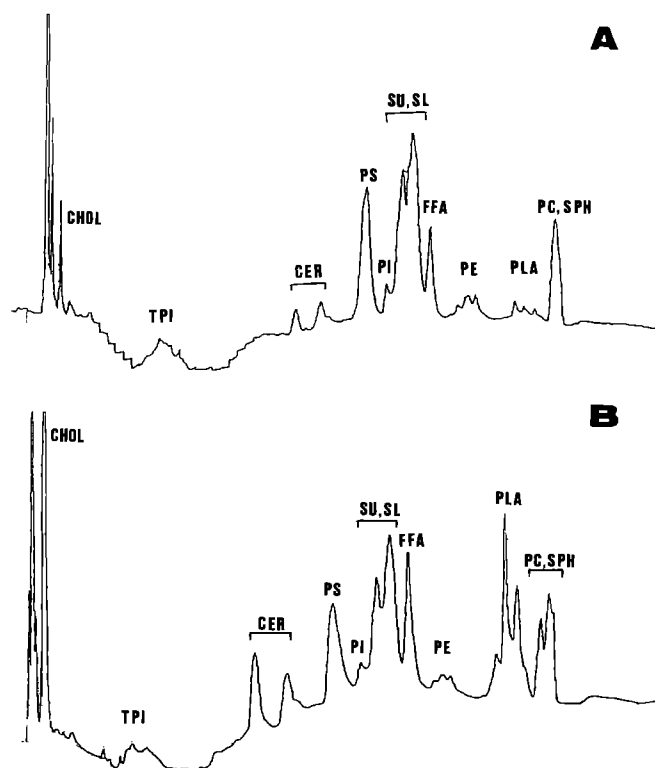 A
SU,SL
PS
CHOL
FFA
PC,SPH
PI
CER
PE
PLA
TPI
B
CHOL
PLA
SU,SL
FFA
PC,SPH
PS
CER
PI
PE
TPI